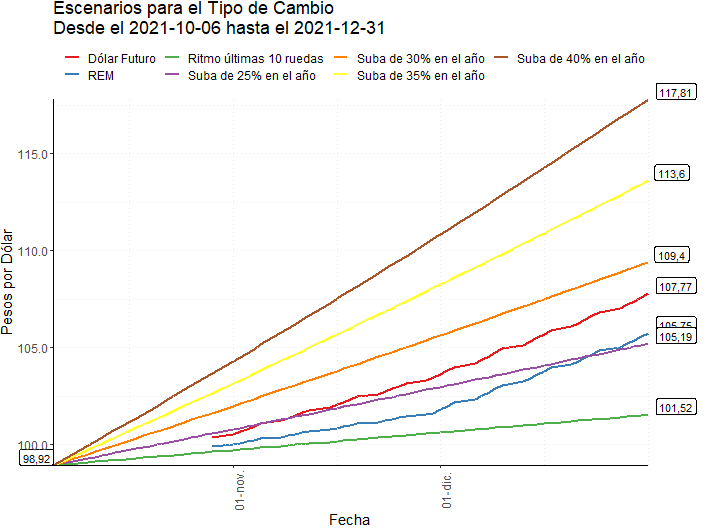 Escenarios para el Tipo de Cambio
Desde el 2021-10-06 hasta el 2021-12-31
Dólar Futuro
Ritmo últimas 10 ruedas
Suba de 30% en el año
Suba de 40% en el año
REM
Suba de 25% en el año
Suba de 35% en el año
117,81
115.0
113,6
110.0
109,4
107,77
105,75
105,19
105.0
101,52
100.0
98,92
Pesos por Dólar
01-nov.
01-dic.
Fecha